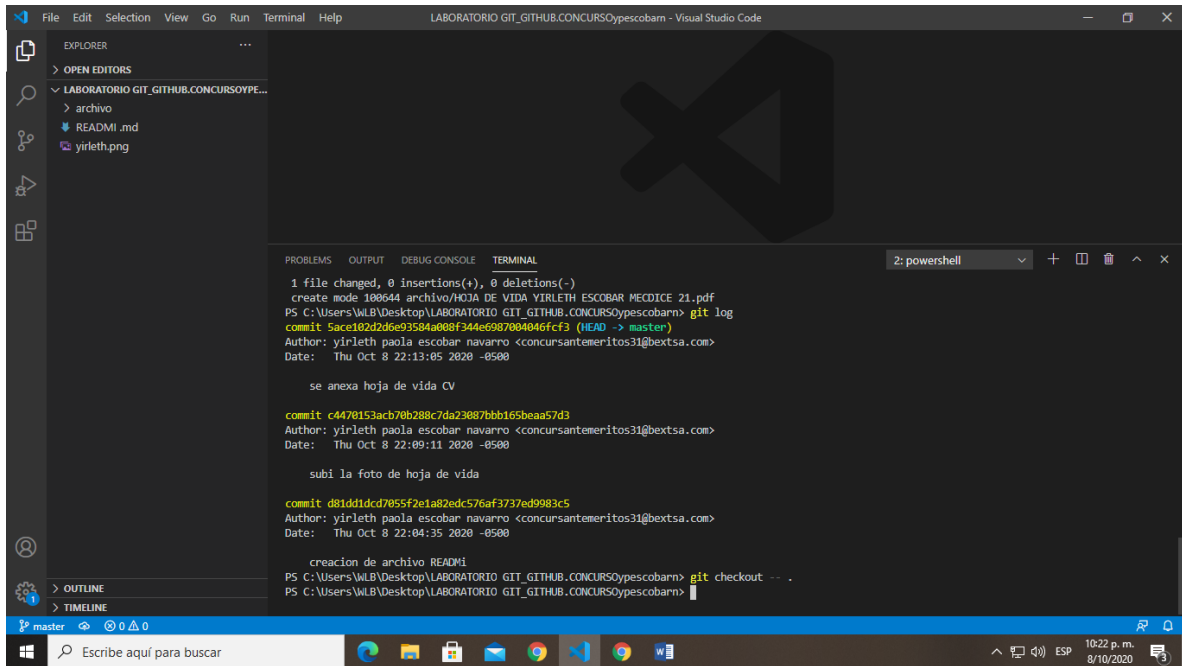 File Edit Selection View Go Run Terminal Help LABORATORIO GIT_GITHUB.CONCURSOypescobarn - Visual Studio Code
EXPLORER ...
> OPEN EDITORS
LABORATORIO GIT_GITHUB.CONCURSOYPE...
> archivo
READMI .md
yirleth.png
PROBLEMS OUTPUT DEBUG CONSOLE TERMINAL 2: powershell
1 file changed, 0 insertions(+), 0 deletions(-)
create mode 100644 archivo/HOJA DE VIDA YIRLETH ESCOBAR MECDICE 21.pdf
PS C:\Users\WLB\Desktop\LABORATORIO GIT_GITHUB.CONCURSOypescobarn> git log
commit 5ace102d2d6e93584a008f344e6987004046fcf3 (HEAD -> master)
Author: yirleth paola escobar navarro <concursantemeritos31@bextsa.com>
Date: Thu Oct 8 22:13:05 2020 -0500
se anexa hoja de vida CV
commit c4470153acb70b288c7da23087bbb165beaa57d3
Author: yirleth paola escobar navarro <concursantemeritos31@bextsa.com>
Date: Thu Oct 8 22:09:11 2020 -0500
subi la foto de hoja de vida
commit d81dd1dcd7055f2e1a82edc576af3737ed9983c5
Author: yirleth paola escobar navarro <concursantemeritos31@bextsa.com>
Date: Thu Oct 8 22:04:35 2020 -0500
creacion de archivo READMi
PS C:\Users\WLB\Desktop\LABORATORIO GIT_GITHUB.CONCURSOypescobarn> git checkout -- .
PS C:\Users\WLB\Desktop\LABORATORIO GIT_GITHUB.CONCURSOypescobarn>
> OUTLINE
1
> TIMELINE
master 0 0
Escribe aquí para buscar
ESP
10:22 p. m.
8/10/2020
3